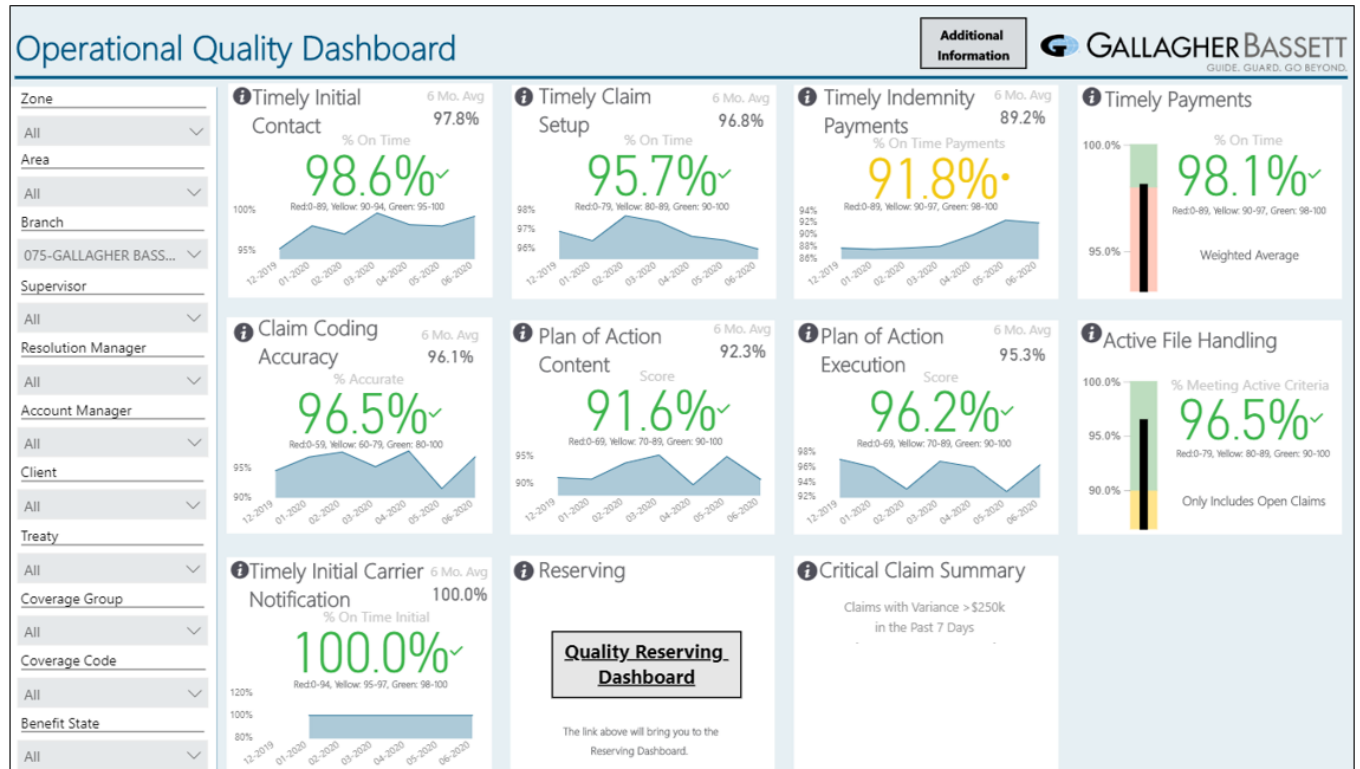 Operational Quality Dashboard
Additional
Information
GALLAGHER BASSETT
GUIDE. GUARD. GO BEYOND.
Zone
All
Area
All
Branch
075-GALLAGHER BASS...
Supervisor
All
Resolution Manager
All
Account Manager
All
Client
All
Treaty
All
Coverage Group
All
Coverage Code
All
Benefit State
All
Timely Initial
Contact
6 Mo. Avg
97.8%
% On Time
98.6%
Red:0-89, Yellow: 90-94, Green: 95-100
100%
95%
12-2019 01-2020 02-2020 03-2020 04-2020 05-2020 06-2020
Timely Claim
Setup
6 Mo. Avg
96.8%
% On Time
95.7%
Red:0-79, Yellow: 80-89, Green: 90-100
98%
97%
96%
12-2019 01-2020 02-2020 03-2020 04-2020 05-2020 06-2020
Timely Indemnity
Payments
6 Mo. Avg
89.2%
% On Time Payments
91.8%
Red:0-89, Yellow: 90-97, Green: 98-100
94%
92%
90%
88%
86%
12-2019 01-2020 02-2020 03-2020 04-2020 05-2020 06-2020
Timely Payments
100.0%
95.0%
% On Time
98.1%
Red:0-89, Yellow: 90-97, Green: 98-100
Weighted Average
Claim Coding
Accuracy
6 Mo. Avg
96.1%
% Accurate
96.5%
Red:0-59, Yellow: 60-79, Green: 80-100
95%
90%
12-2019 01-2020 02-2020 03-2020 04-2020 05-2020 06-2020
Plan of Action
Content
6 Mo. Avg
92.3%
Score
91.6%
Red:0-69, Yellow: 70-89, Green: 90-100
95%
90%
12-2019 01-2020 02-2020 03-2020 04-2020 05-2020 06-2020
Plan of Action
Execution
6 Mo. Avg
95.3%
Score
96.2%
Red:0-69, Yellow: 70-89, Green: 90-100
98%
96%
94%
92%
12-2019 01-2020 02-2020 03-2020 04-2020 05-2020 06-2020
Active File Handling
100.0%
95.0%
90.0%
% Meeting Active Criteria
96.5%
Red:0-79, Yellow: 80-89, Green: 90-100
Only Includes Open Claims
Timely Initial Carrier
Notification
6 Mo. Avg
100.0%
% On Time Initial
100.0%
Red:0-94, Yellow: 95-97, Green: 98-100
120%
100%
80%
12-2019 01-2020 02-2020 03-2020 04-2020 05-2020 06-2020
Reserving
Quality Reserving
Dashboard
The link above will bring you to the
Reserving Dashboard.
Critical Claim Summary
Claims with Variance >$250k
in the Past 7 Days